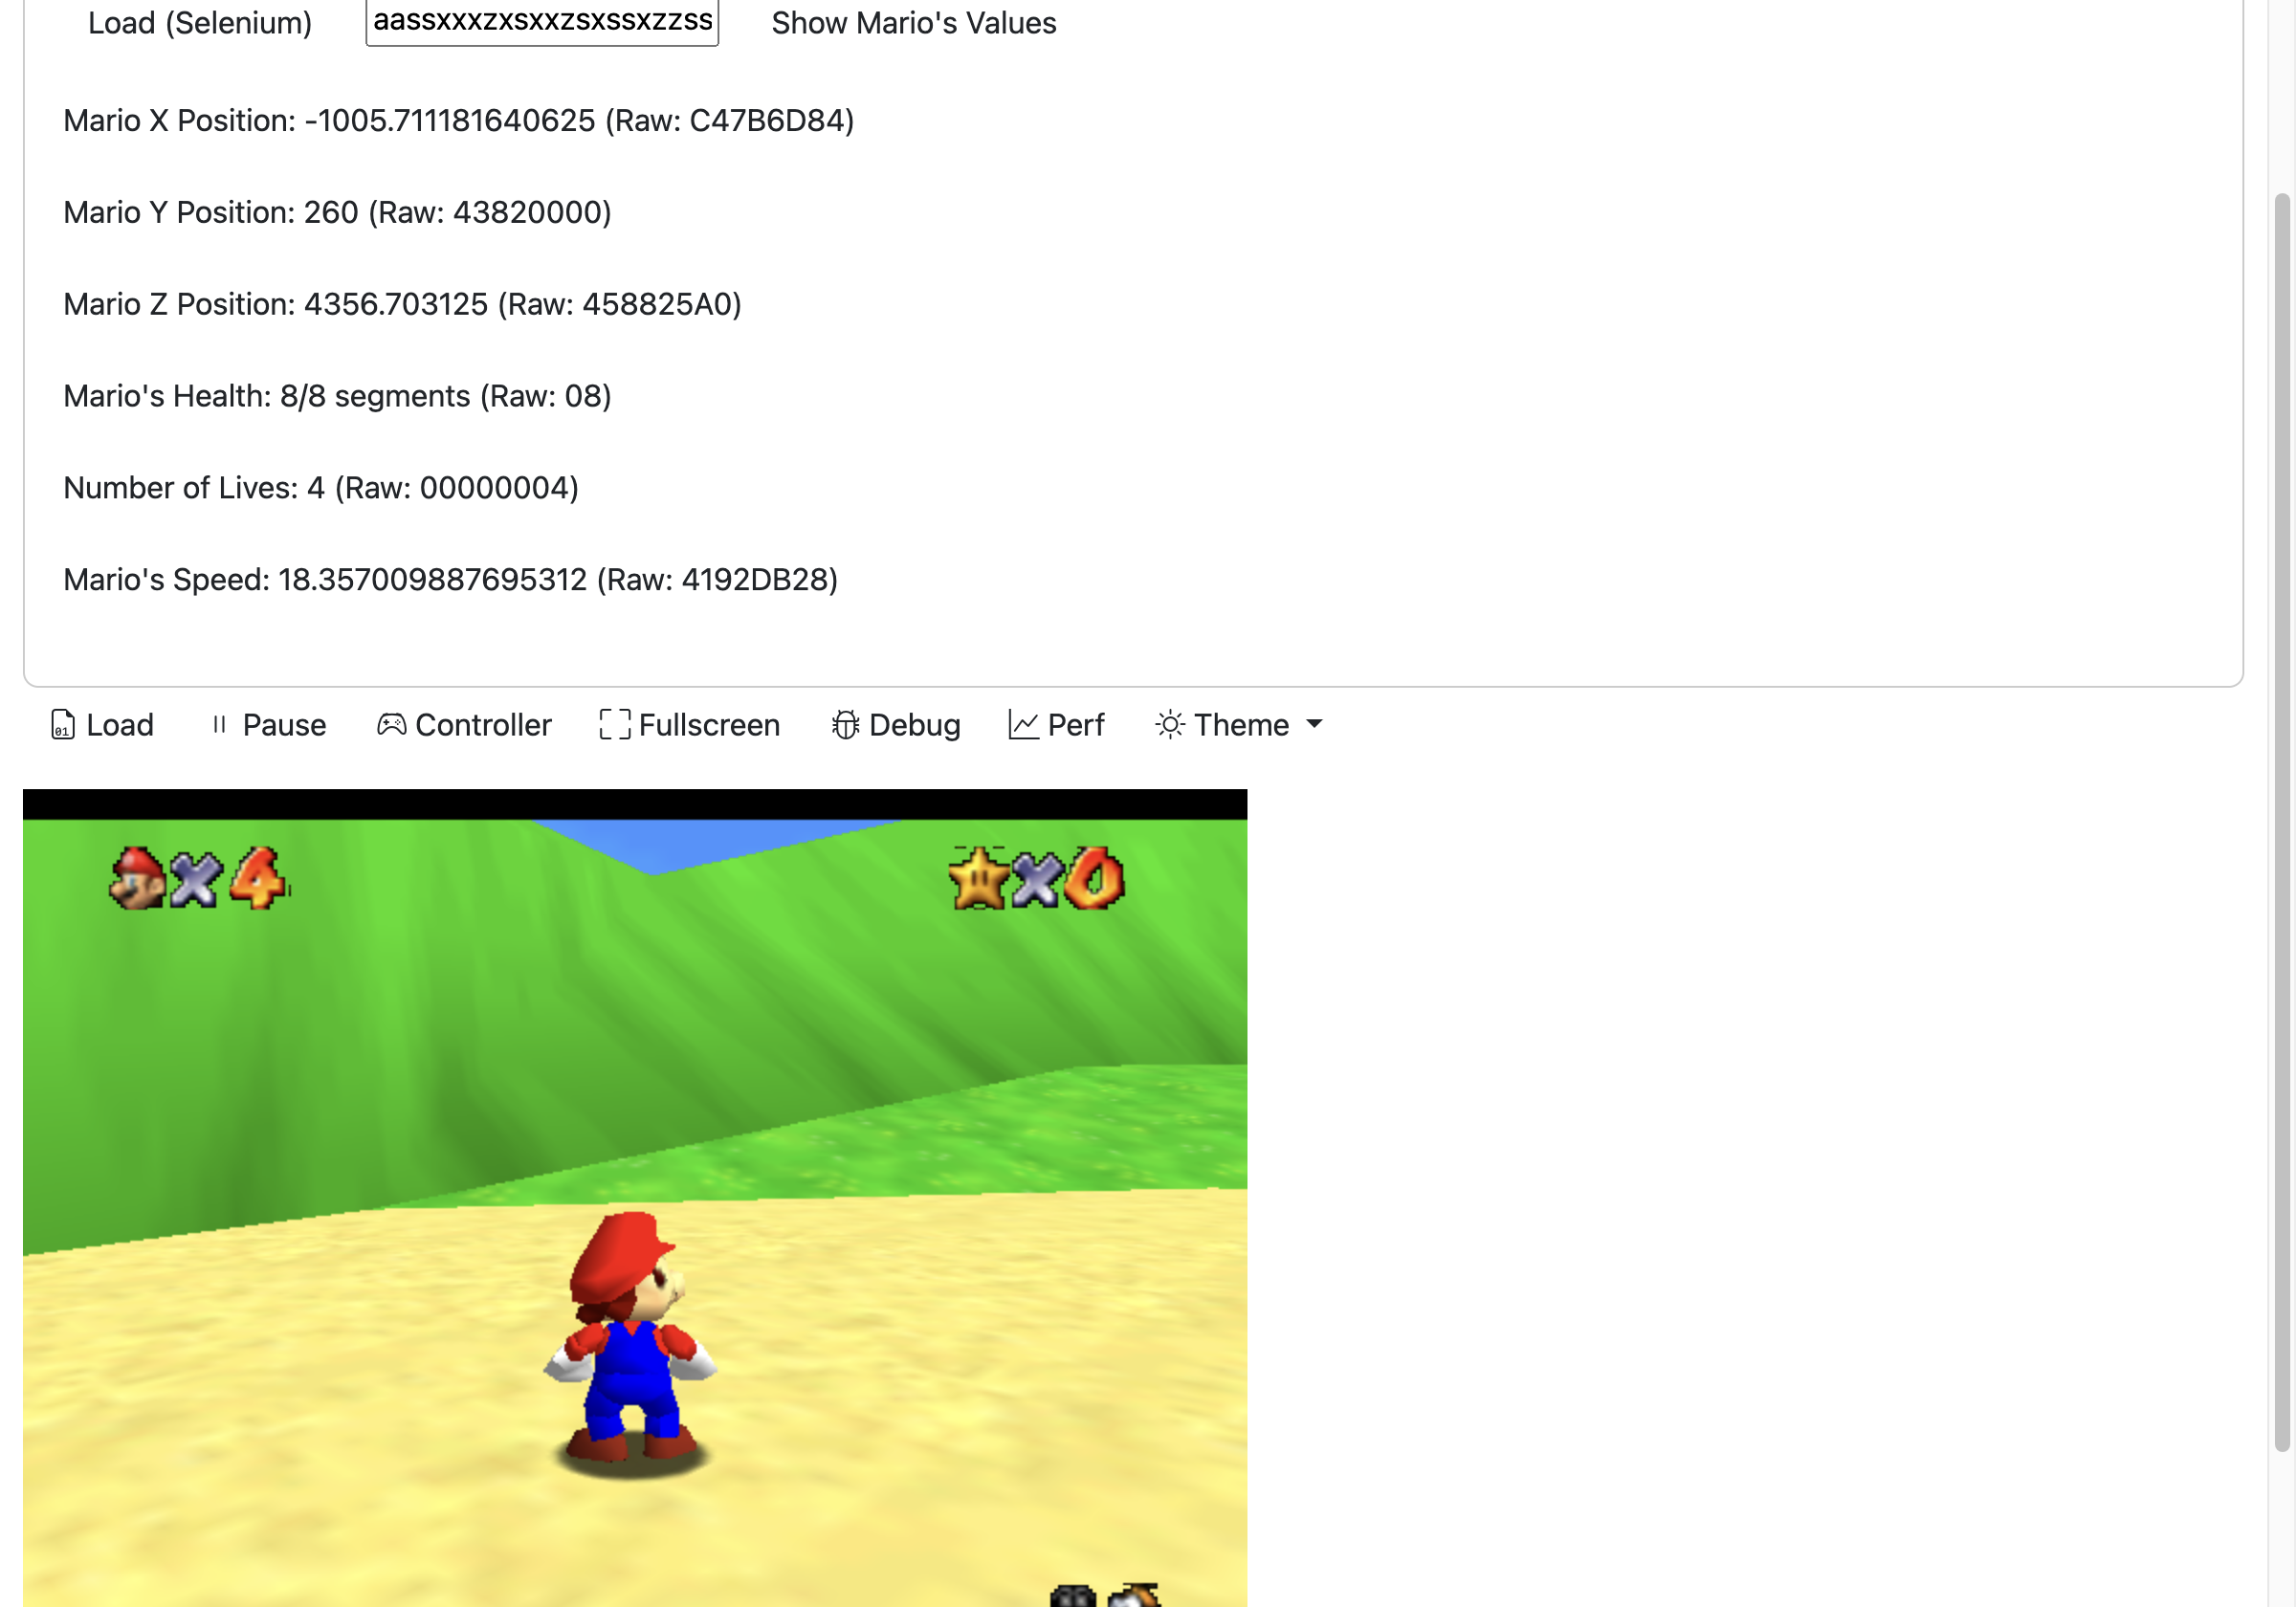 Load (Selenium) aassxxxzxsxxzsxssxzzss Show Mario's Values
Mario X Position: -1005.711181640625 (Raw: C47B6D84)
Mario Y Position: 260 (Raw: 43820000)
Mario Z Position: 4356.703125 (Raw: 458825A0)
Mario's Health: 8/8 segments (Raw: 08)
Number of Lives: 4 (Raw: 00000004)
Mario's Speed: 18.357009887695312 (Raw: 4192DB28)
01 Load Pause Controller Fullscreen Debug Perf Theme
×4 ×0